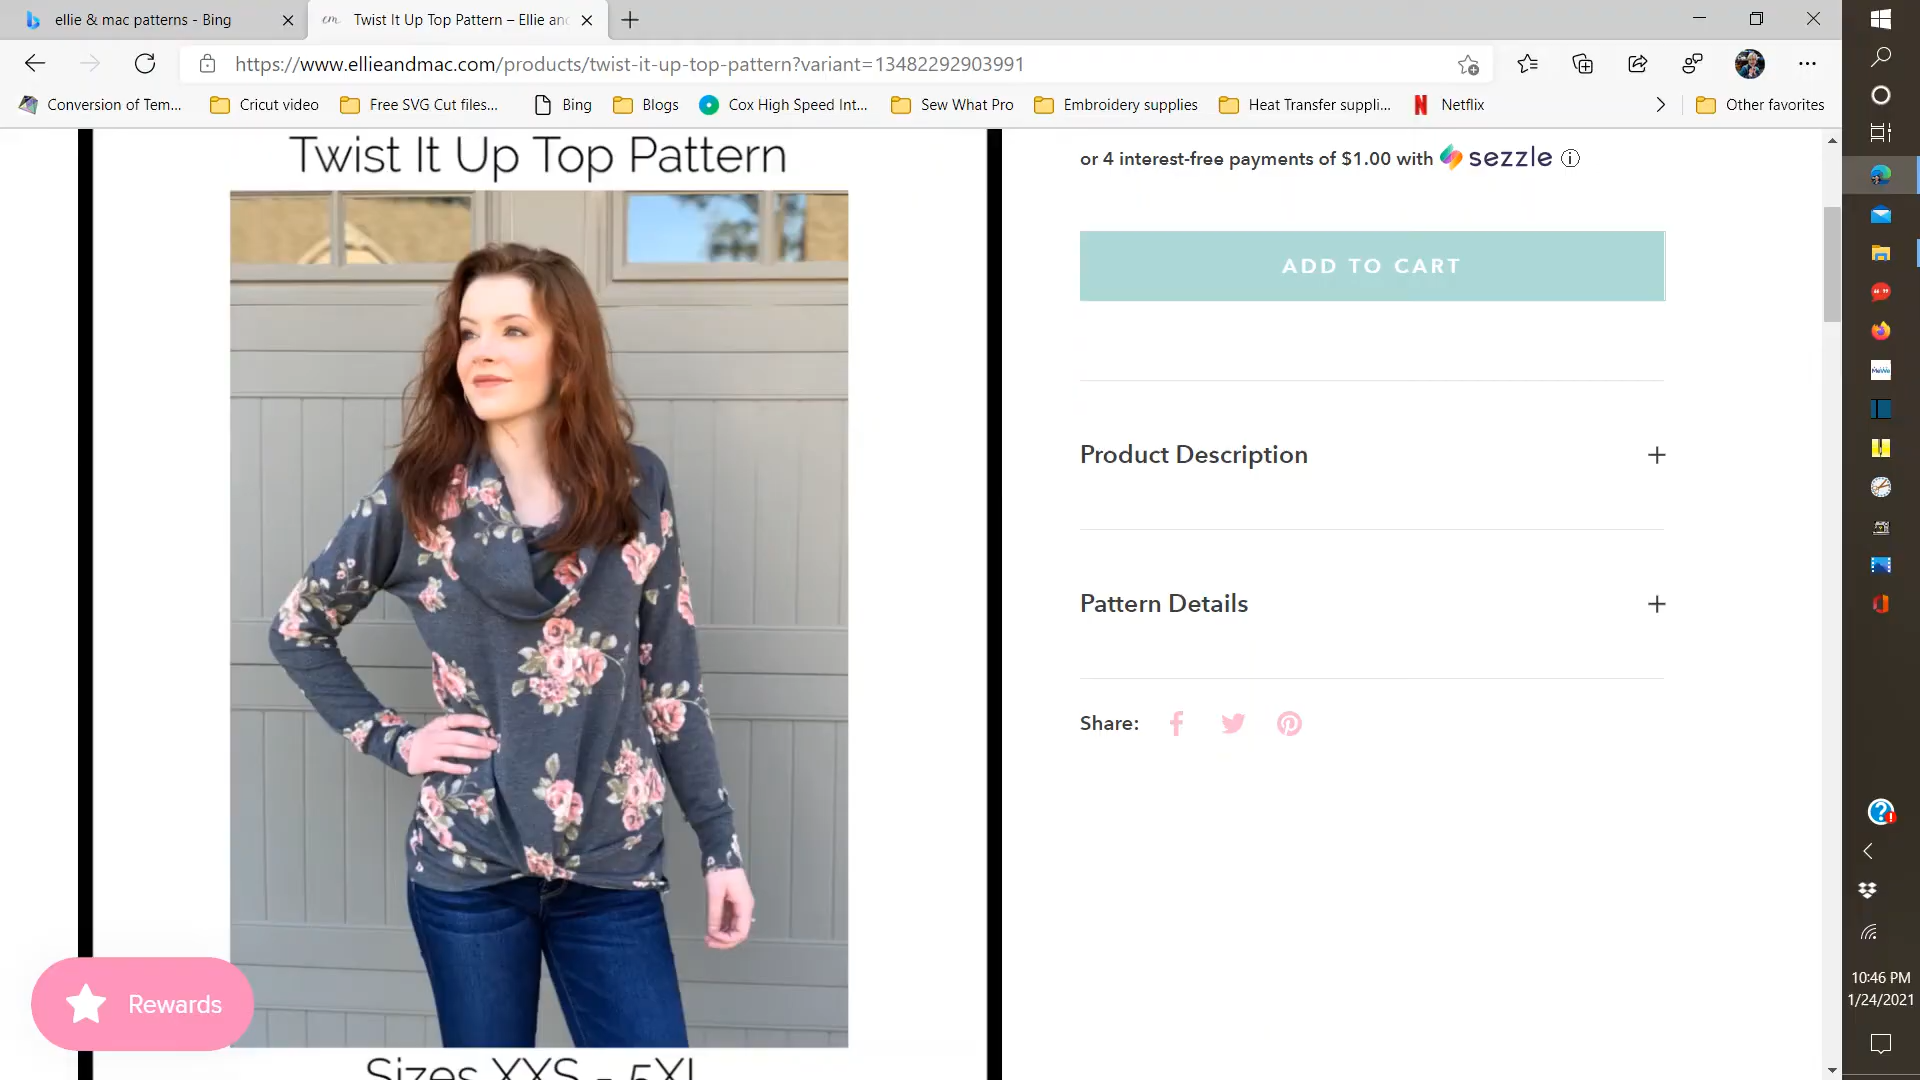 ellie & mac patterns - Bing
Twist It Up Top Pattern – Ellie and
https://www.ellieandmac.com/products/twist-it-up-top-pattern?variant=13482292903991
Conversion of Tem...
Cricut video
Free SVG Cut files...
Bing
Blogs
Cox High Speed Int...
Sew What Pro
Embroidery supplies
Heat Transfer suppli...
Netflix
Other favorites
Twist It Up Top Pattern
or 4 interest-free payments of $1.00 with sezzle
ADD TO CART
Product Description
Pattern Details
Share:
Rewards
Sizes XXS - 5XL
10:46 PM
1/24/2021